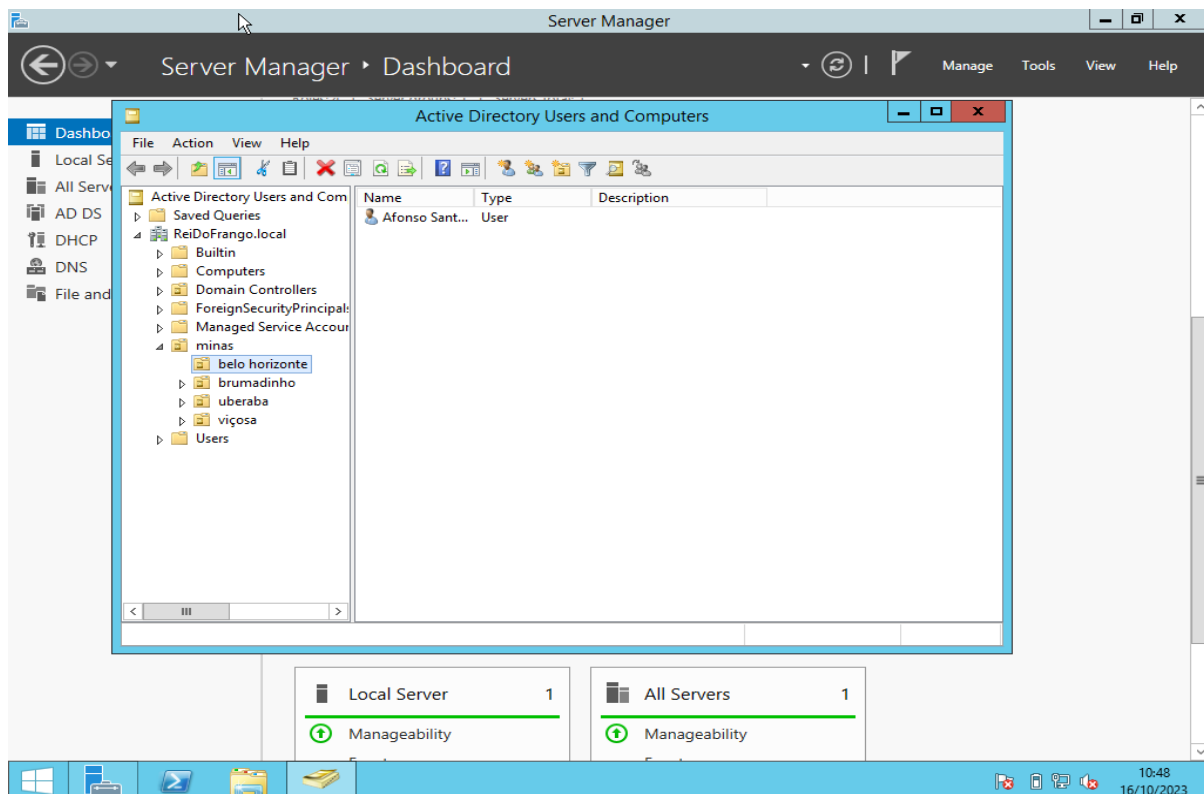 Server Manager
Server Manager ‣ Dashboard
Manage Tools View Help
Active Directory Users and Computers
Dashbo
Local Se
All Serve
AD DS
DHCP
DNS
File and
File Action View Help
Active Directory Users and Com
Saved Queries
ReiDoFrango.local
Builtin
Computers
Domain Controllers
ForeignSecurityPrincipals
Managed Service Accour
minas
belo horizonte
brumadinho
uberaba
viçosa
Users
Name Type Description
Afonso Sant... User
Local Server 1
Manageability
All Servers 1
Manageability
10:48
16/10/2023